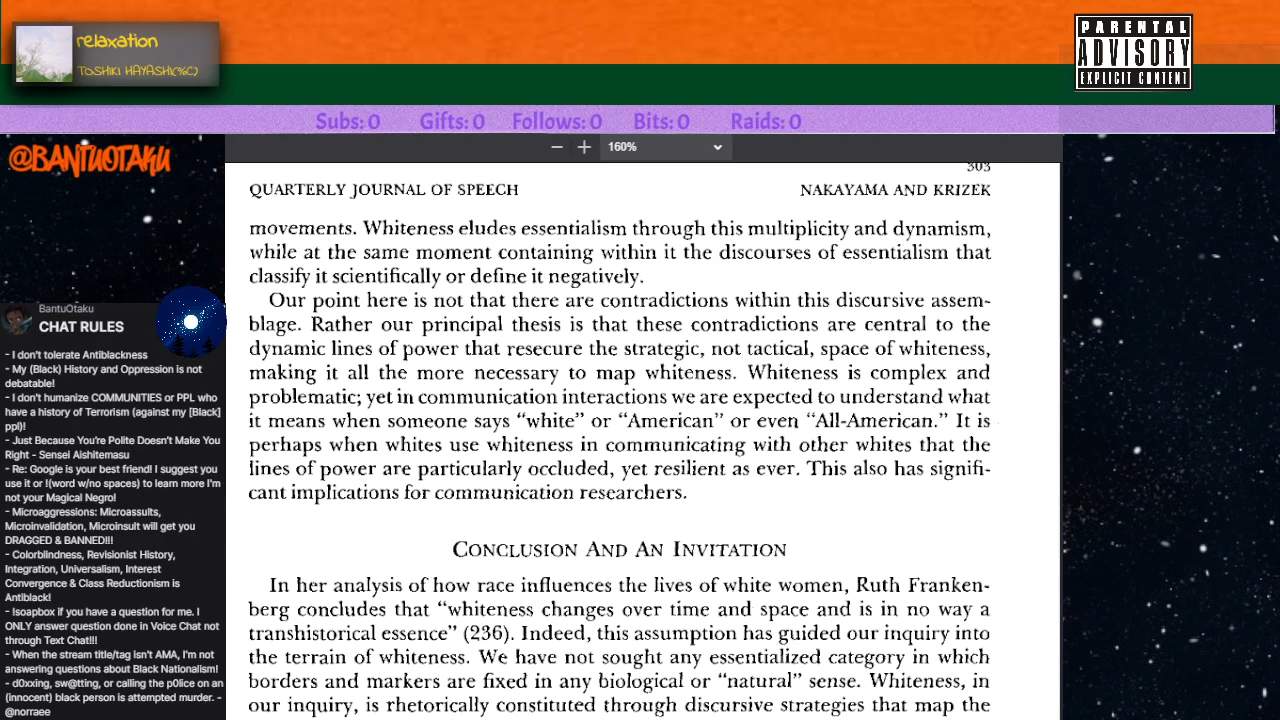 relaxation
TOSHIKI HAYASHI(%C)
PARENTAL
ADVISORY
EXPLICIT CONTENT
Subs: 0 Gifts: 0 Follows: 0 Bits: 0 Raids: 0
@BANTUOTAKU
160%
303
QUARTERLY JOURNAL OF SPEECH NAKAYAMA AND KRIZEK
movements. Whiteness eludes essentialism through this multiplicity and dynamism,
while at the same moment containing within it the discourses of essentialism that
classify it scientifically or define it negatively.
Our point here is not that there are contradictions within this discursive assem-
blage. Rather our principal thesis is that these contradictions are central to the
dynamic lines of power that resecure the strategic, not tactical, space of whiteness,
making it all the more necessary to map whiteness. Whiteness is complex and
problematic; yet in communication interactions we are expected to understand what
it means when someone says “white” or “American” or even “All-American.” It is
perhaps when whites use whiteness in communicating with other whites that the
lines of power are particularly occluded, yet resilient as ever. This also has signifi-
cant implications for communication researchers.
CONCLUSION AND AN INVITATION
In her analysis of how race influences the lives of white women, Ruth Franken-
berg concludes that “whiteness changes over time and space and is in no way a
transhistorical essence” (236). Indeed, this assumption has guided our inquiry into
the terrain of whiteness. We have not sought any essentialized category in which
borders and markers are fixed in any biological or “natural” sense. Whiteness, in
our inquiry, is rhetorically constituted through discursive strategies that map the
BantuOtaku
CHAT RULES
- I don't tolerate Antiblackness
- My (Black) History and Oppression is not
debatable!
- I don't humanize COMMUNITIES or PPL who
have a history of Terrorism (against my [Black]
ppl)!
- Just Because You're Polite Doesn't Make You
Right - Sensei Aishitemasu
- Re: Google is your best friend! I suggest you
use it or !(word w/no spaces) to learn more I'm
not your Magical Negro!
- Microaggressions: Microassults,
Microinvalidation, Microinsult will get you
DRAGGED & BANNED!!!
- Colorblindness, Revisionist History,
Integration, Universalism, Interest
Convergence & Class Reductionism is
Antiblack!
- !soapbox if you have a question for me. I
ONLY answer question done in Voice Chat not
through Text Chat!!!
- When the stream title/tag isn't AMA, I'm not
answering questions about Black Nationalism!
- d0xxing, sw@tting, or calling the p0lice on an
(innocent) black person is attempted murder. -
@norraee